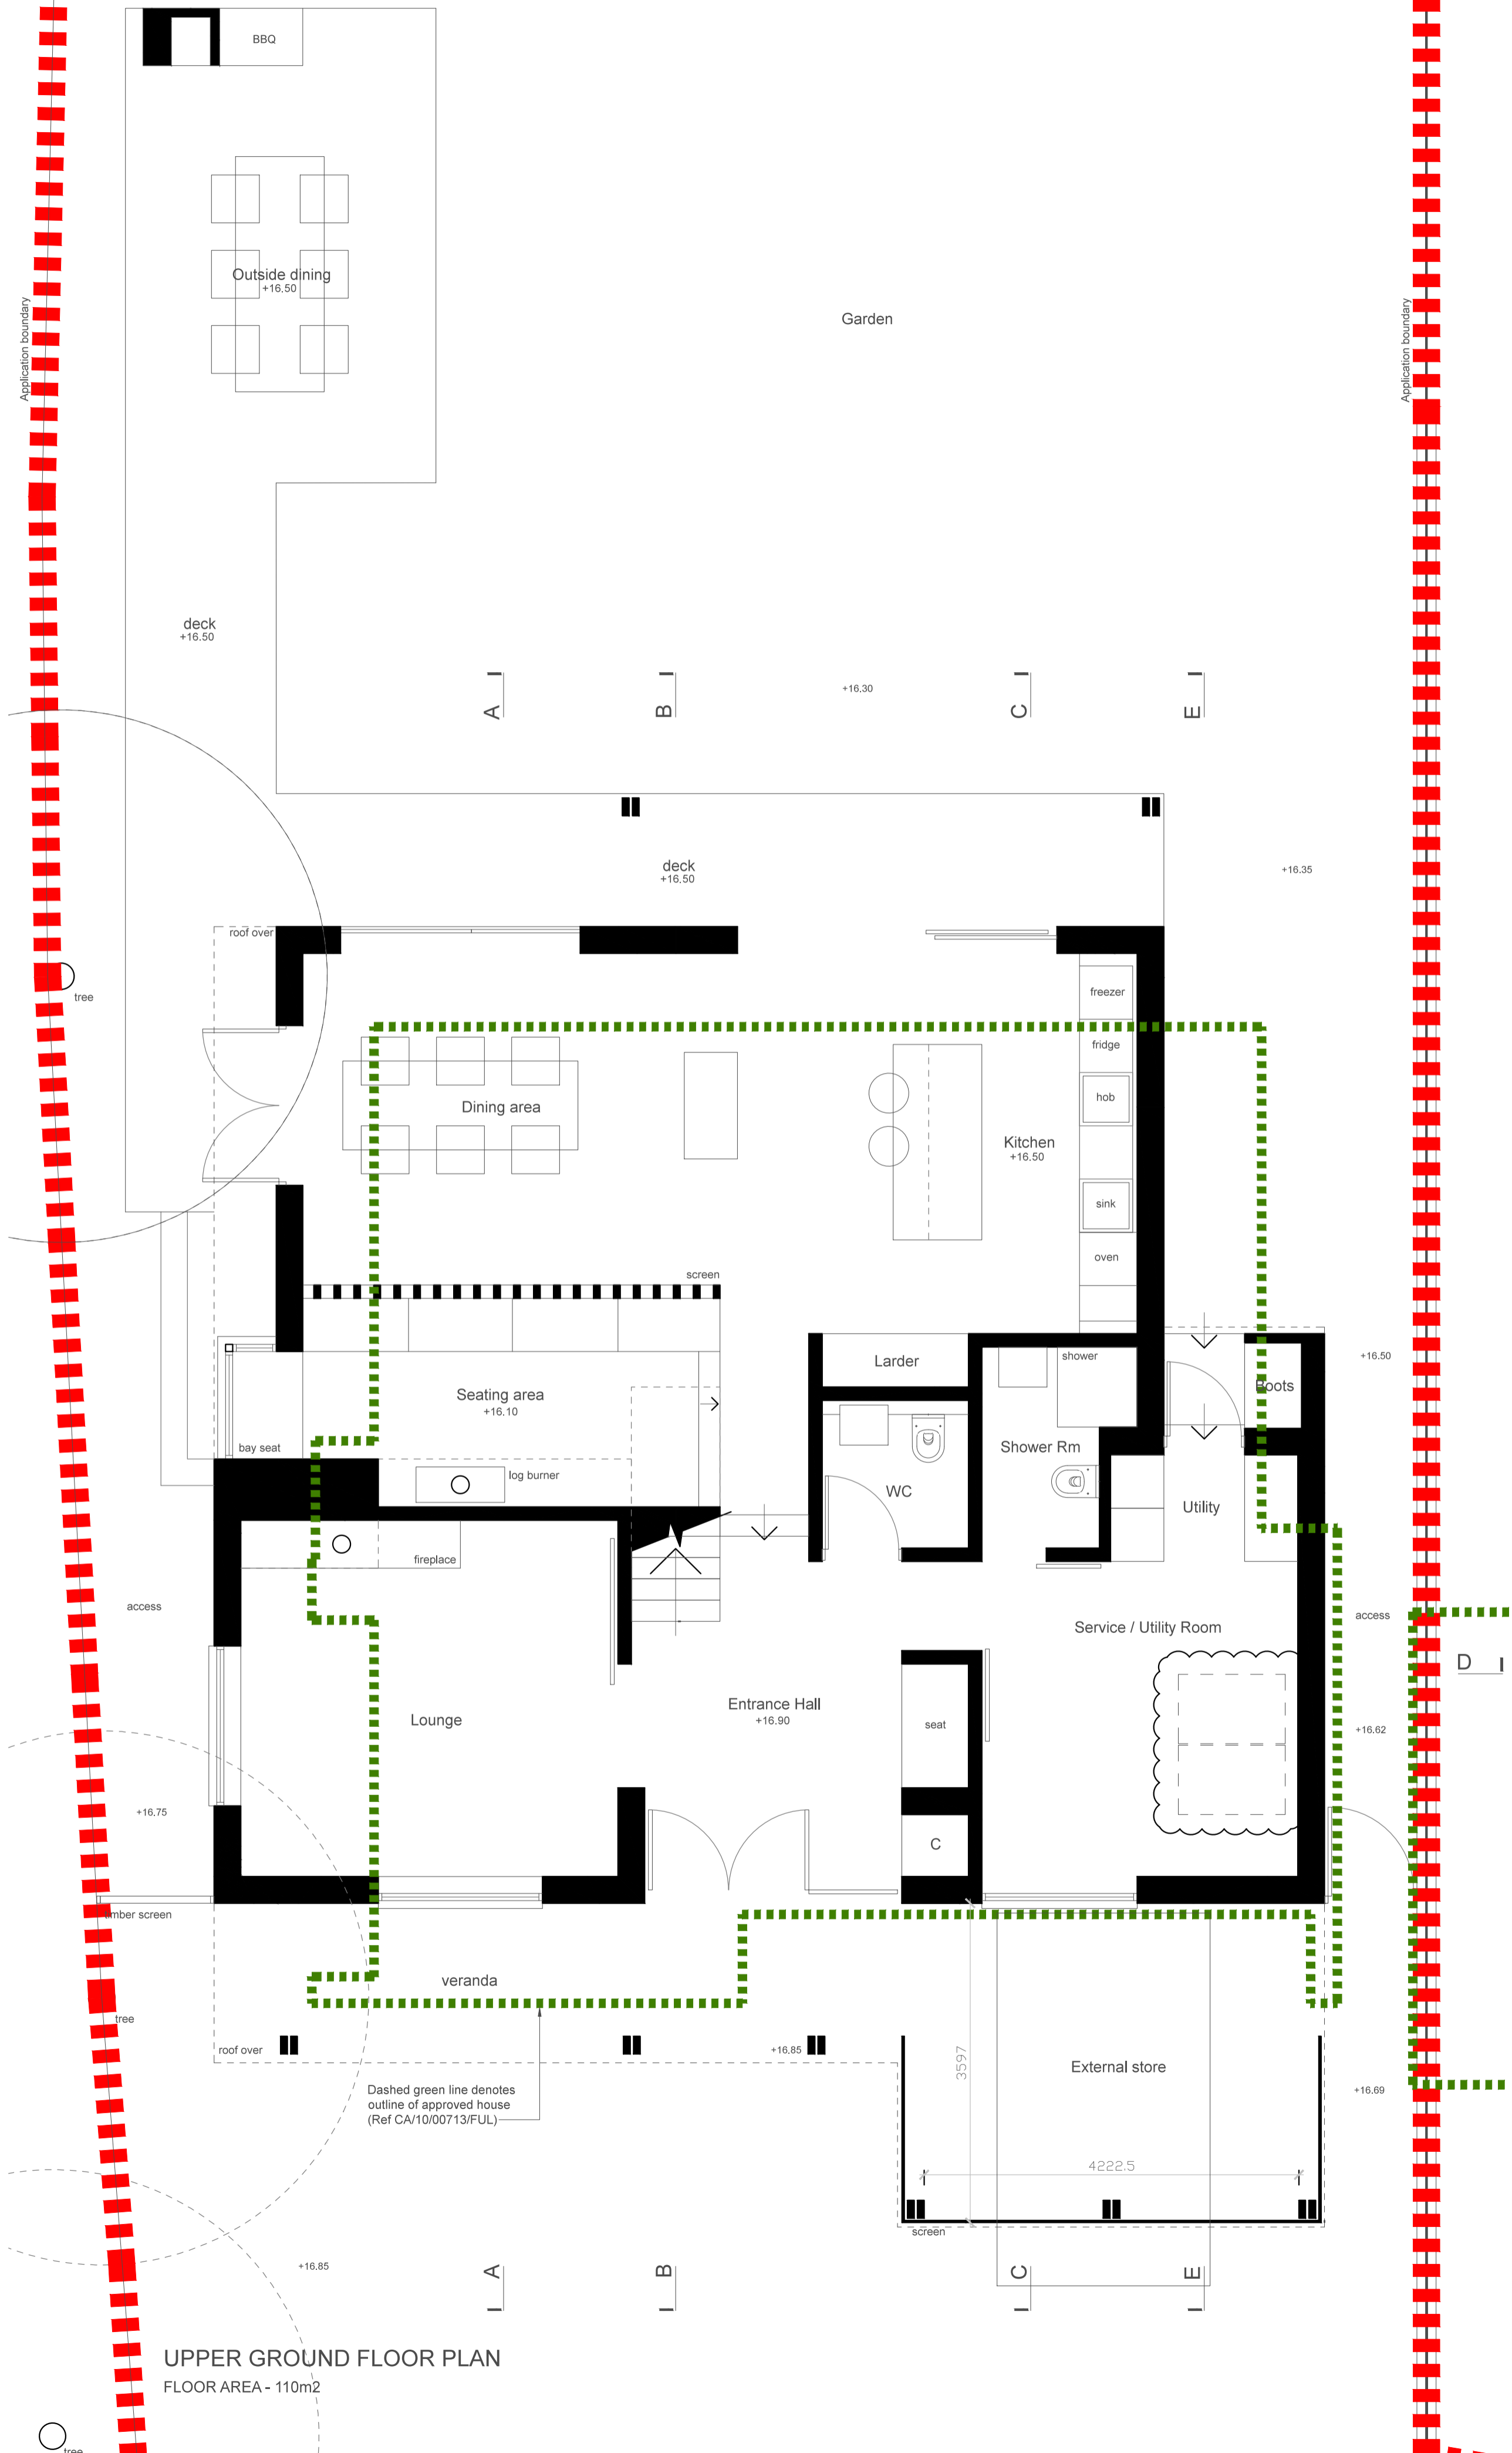 BBQ
Application boundary
Outside dining
+16.50
Garden
Application boundary
deck
+16.50
A
B
C
E
+16.30
deck
+16.50
+16.35
roof over
tree
freezer
fridge
hob
Dining area
Kitchen
+16.50
sink
oven
screen
Larder
shower
+16.50
Boots
Seating area
+16.10
bay seat
log burner
Shower Rm
WC
Utility
fireplace
access
access
Service / Utility Room
D
Lounge
Entrance Hall
+16.90
seat
+16.62
+16.75
C
timber screen
veranda
tree
roof over
+16.85
3597
External store
Dashed green line denotes
outline of approved house
(Ref CA/10/00713/FUL)
+16.69
4222.5
screen
+16.85
A
B
C
E
UPPER GROUND FLOOR PLAN
FLOOR AREA - 110m2
tree